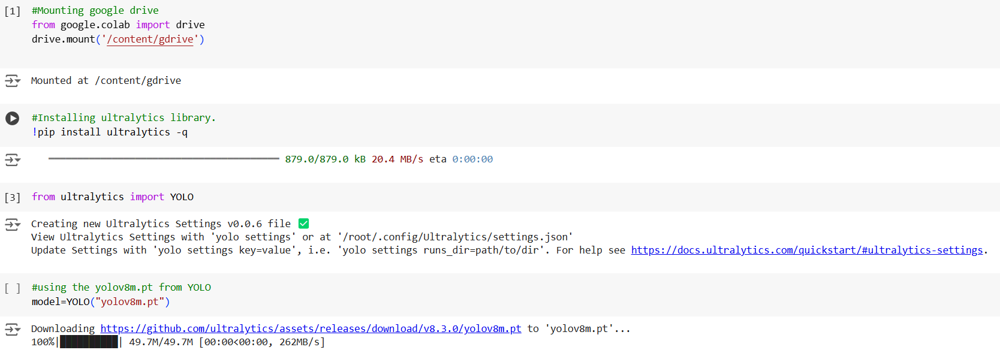 [1] #Mounting google drive
from google.colab import drive
drive.mount('/content/gdrive')
Mounted at /content/gdrive
#Installing ultralytics library.
!pip install ultralytics -q
879.0/879.0 kB 20.4 MB/s eta 0:00:00
[3] from ultralytics import YOLO
Creating new Ultralytics Settings v0.0.6 file ✅
View Ultralytics Settings with 'yolo settings' or at '/root/.config/Ultralytics/settings.json'
Update Settings with 'yolo settings key=value', i.e. 'yolo settings runs_dir=path/to/dir'. For help see https://docs.ultralytics.com/quickstart/#ultralytics-settings.
[ ] #using the yolov8m.pt from YOLO
model=YOLO("yolov8m.pt")
Downloading https://github.com/ultralytics/assets/releases/download/v8.3.0/yolov8m.pt to 'yolov8m.pt'...
100%|██████████| 49.7M/49.7M [00:00<00:00, 262MB/s]